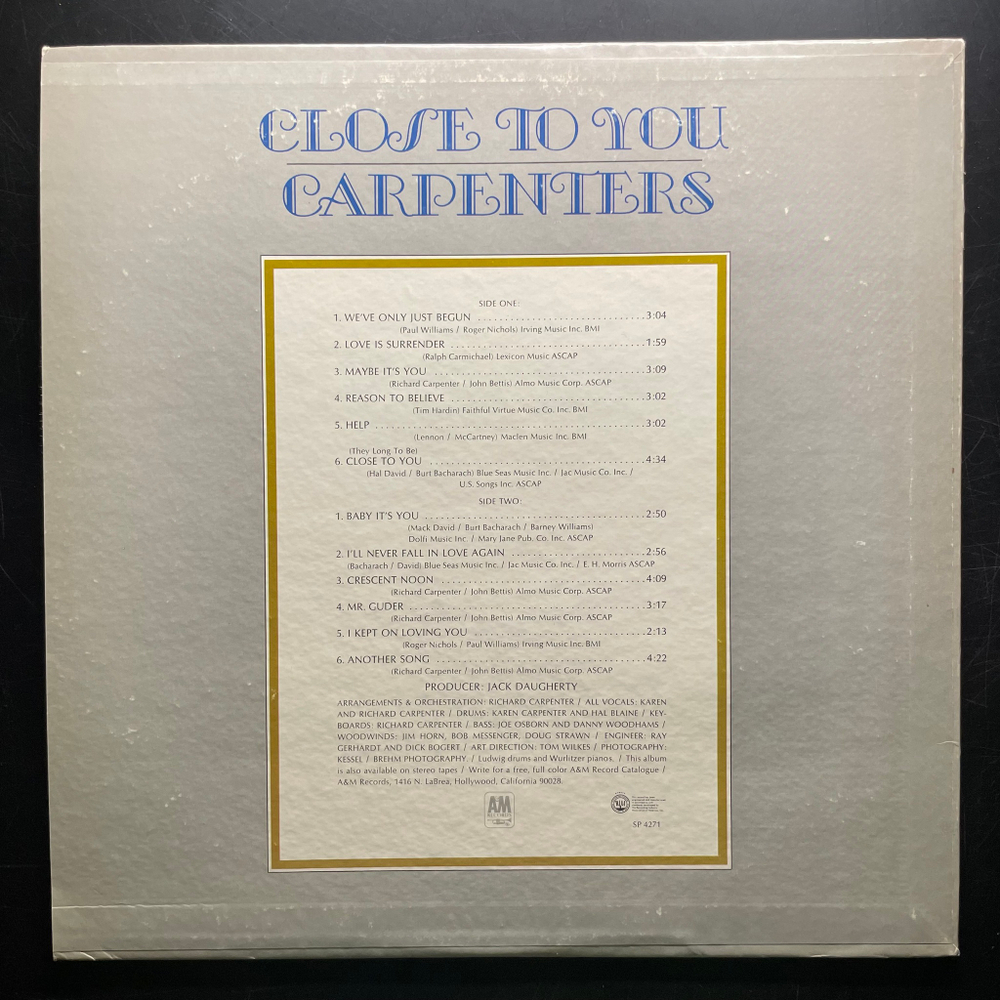 CLOSE TO YOU
CARPENTERS
SIDE ONE:
1. WE'VE ONLY JUST BEGUN ..............................3:04
(Paul Williams / Roger Nichols) Irving Music Inc. BMI
2. LOVE IS SURRENDER ...................................1:59
(Ralph Carmichael) Lexicon Music ASCAP
3. MAYBE IT'S YOU .....................................3:09
(Richard Carpenter / John Bettis) Almo Music Corp. ASCAP
4. REASON TO BELIEVE ..................................3:02
(Tim Hardin) Faithful Virtue Music Co. Inc. BMI
5. HELP ................................................3:02
(Lennon / McCartney) Maclen Music Inc. BMI
(They Long To Be)
6. CLOSE TO YOU ......................................4:34
(Hal David / Burt Bacharach) Blue Seas Music Inc. / Jac Music Co. Inc. /
U.S. Songs Inc. ASCAP
SIDE TWO:
1. BABY IT'S YOU .......................................2:50
(Mack David / Burt Bacharach / Barney Williams)
Dolfi Music Inc. / Mary Jane Pub. Co. Inc. ASCAP
2. I'LL NEVER FALL IN LOVE AGAIN .......................2:56
(Bacharach / David) Blue Seas Music Inc. / Jac Music Co. Inc. / E. H. Morris ASCAP
3. CRESCENT NOON ....................................4:09
(Richard Carpenter / John Bettis) Almo Music Corp. ASCAP
4. MR. GUDER .........................................3:17
(Richard Carpenter / John Bettis) Almo Music Corp. ASCAP
5. I KEPT ON LOVING YOU ..............................2:13
(Roger Nichols / Paul Williams) Irving Music Inc. BMI
6. ANOTHER SONG .....................................4:22
(Richard Carpenter / John Bettis) Almo Music Corp. ASCAP
PRODUCER: JACK DAUGHERTY
ARRANGEMENTS & ORCHESTRATION: RICHARD CARPENTER / ALL VOCALS: KAREN
AND RICHARD CARPENTER / DRUMS: KAREN CARPENTER AND HAL BLAINE / KEY-
BOARDS: RICHARD CARPENTER / BASS: JOE OSBORN AND DANNY WOODHAMS /
WOODWINDS: JIM HORN, BOB MESSENGER, DOUG STRAWN / ENGINEER: RAY
GERHARDT AND DICK BOGERT / ART DIRECTION: TOM WILKES / PHOTOGRAPHY:
KESSEL / BREHM PHOTOGRAPHY / Ludwig drums and Wurlitzer pianos. / This album
is also available on stereo tapes / Write for a free, full color A&M Record Catalogue /
A&M Records, 1416 N. LaBrea, Hollywood, California 90028.
AM
RECORDS
SP 4271